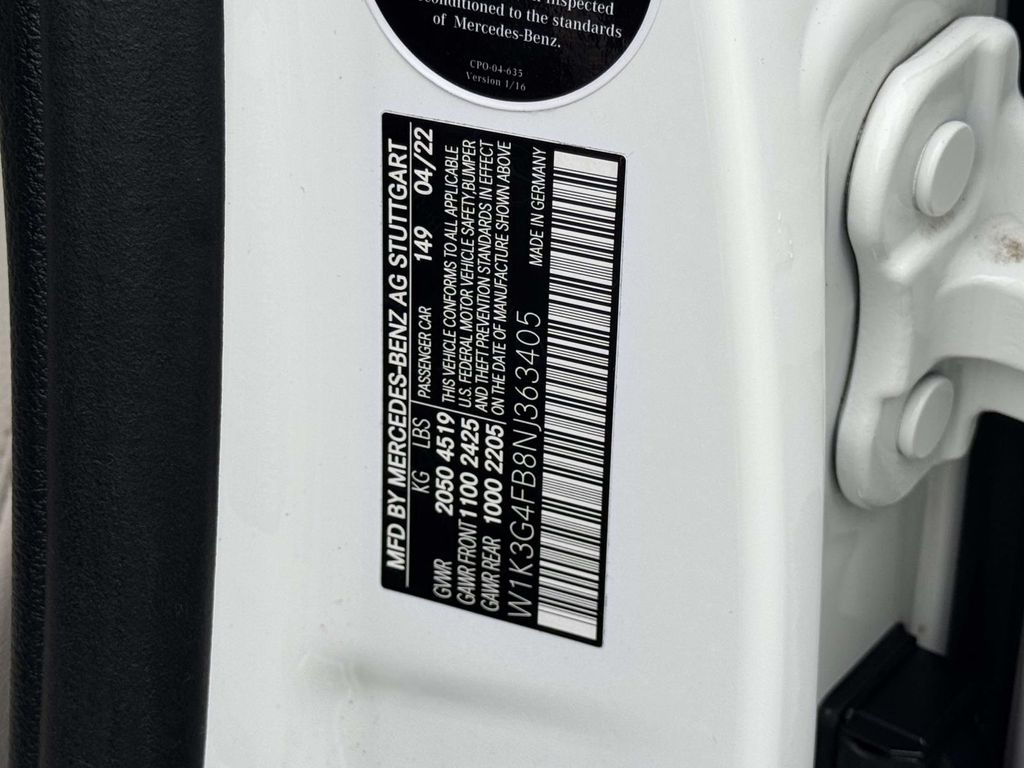 inspected
conditioned to the standards
of Mercedes-Benz.
CPO-04-635
Version 1/16
MFD BY MERCEDES-BENZ AG STUTTGART
KG LBS PASSENGER CAR 149 04/22
GVWR 2050 4519 THIS VEHICLE CONFORMS TO ALL APPLICABLE
GAWR FRONT 1100 2425 U.S. FEDERAL MOTOR VEHICLE SAFETY, BUMPER
GAWR REAR 1000 2205 AND THEFT PREVENTION STANDARDS IN EFFECT
ON THE DATE OF MANUFACTURE SHOWN ABOVE
W1K3G4FB8NJ363405 MADE IN GERMANY